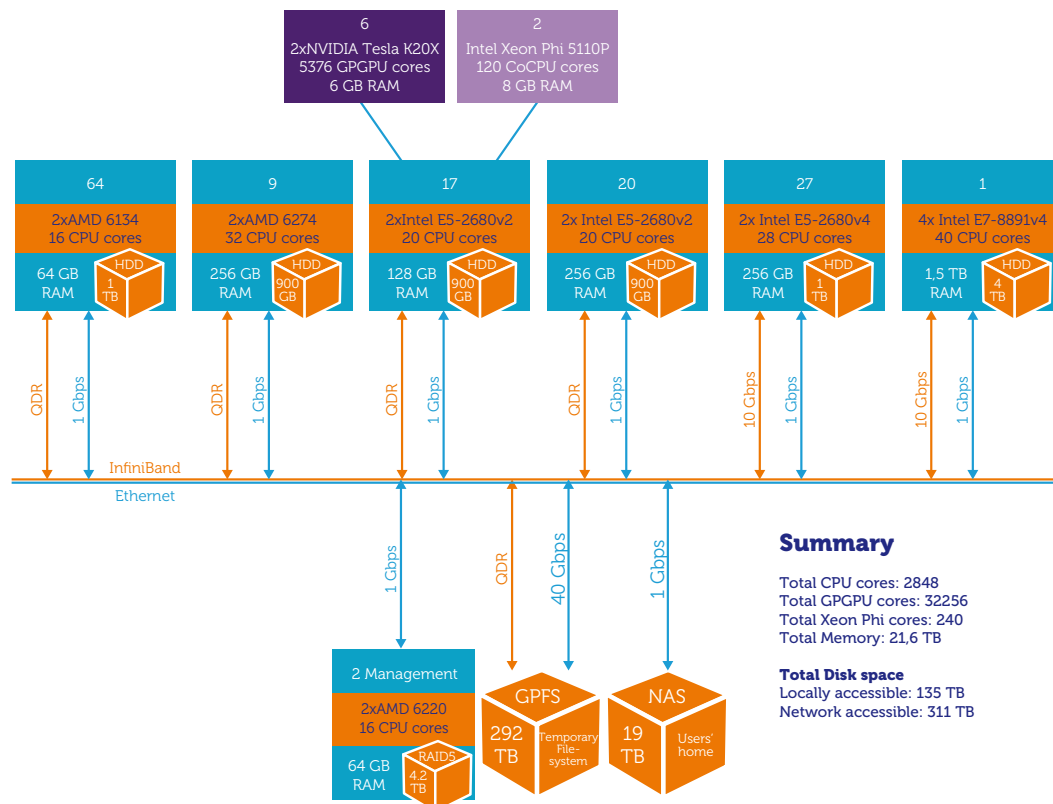 6
2xNVIDIA Tesla K20X
5376 GPGPU cores
6 GB RAM
2
Intel Xeon Phi 5110P
120 CoCPU cores
8 GB RAM
64
2xAMD 6134
16 CPU cores
64 GB
RAM
HDD
1
TB
9
2xAMD 6274
32 CPU cores
256 GB
RAM
HDD
900
GB
17
2xIntel E5-2680v2
20 CPU cores
128 GB
RAM
HDD
900
GB
20
2x Intel E5-2680v2
20 CPU cores
256 GB
RAM
HDD
900
GB
27
2x Intel E5-2680v4
28 CPU cores
256 GB
RAM
HDD
1
TB
1
4x Intel E7-8891v4
40 CPU cores
1,5 TB
RAM
HDD
4
TB
QDR
1 Gbps
QDR
1 Gbps
QDR
1 Gbps
QDR
1 Gbps
10 Gbps
1 Gbps
10 Gbps
1 Gbps
InfiniBand
Ethernet
1 Gbps
QDR
40 Gbps
1 Gbps
2 Management
2xAMD 6220
16 CPU cores
64 GB
RAM
RAID5
4.2
TB
GPFS
292
TB
Temporary
File-
system
NAS
19
TB
Users'
home
Summary
Total CPU cores: 2848
Total GPGPU cores: 32256
Total Xeon Phi cores: 240
Total Memory: 21,6 TB
Total Disk space
Locally accessible: 135 TB
Network accessible: 311 TB